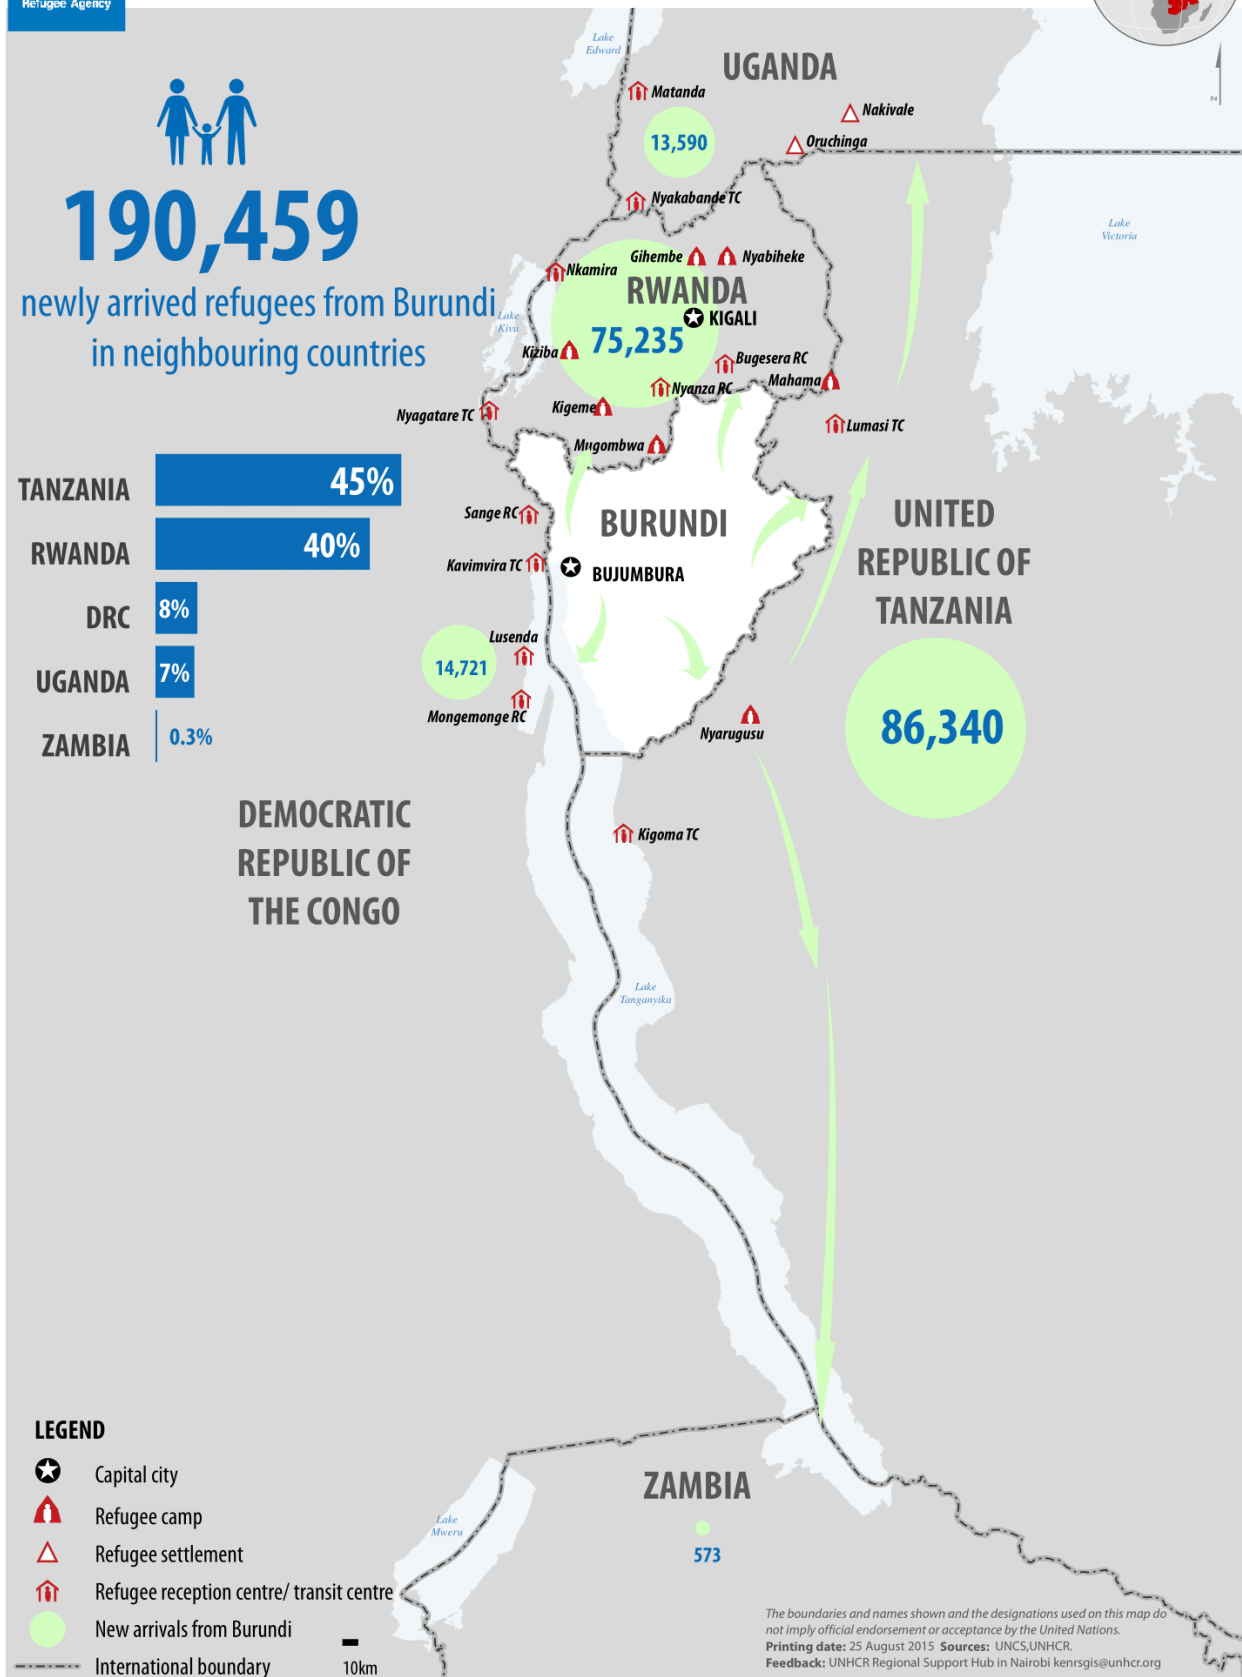 Refugee Agency
Lake
Edward
UGANDA
Matanda
Nakivale
13,590
Oruchinga
N
190,459
newly arrived refugees from Burundi
in neighbouring countries
Nyakabande TC
Lake
Victoria
Gihembe
Nyabiheke
Nkamira
RWANDA
Lake
Kivu
KIGALI
75,235
Kiziba
Bugesera RC
Mahama
Nyanza RC
Nyagatare TC
Kigeme
Lumasi TC
Mugombwa
TANZANIA 45%
RWANDA 40%
DRC 8%
UGANDA 7%
ZAMBIA 0.3%
Sange RC
BURUNDI
UNITED
REPUBLIC OF
TANZANIA
86,340
Kavimvira TC
BUJUMBURA
Lusenda
14,721
Mongemonge RC
Nyarugusu
DEMOCRATIC
REPUBLIC OF
THE CONGO
Kigoma TC
Lake
Tanganyika
LEGEND
Capital city
Refugee camp
Refugee settlement
Refugee reception centre/ transit centre
New arrivals from Burundi
International boundary
10km
Lake
Mweru
ZAMBIA
573
The boundaries and names shown and the designations used on this map do
not imply official endorsement or acceptance by the United Nations.
Printing date: 25 August 2015 Sources: UNCS,UNHCR.
Feedback: UNHCR Regional Support Hub in Nairobi kenrsgis@unhcr.org